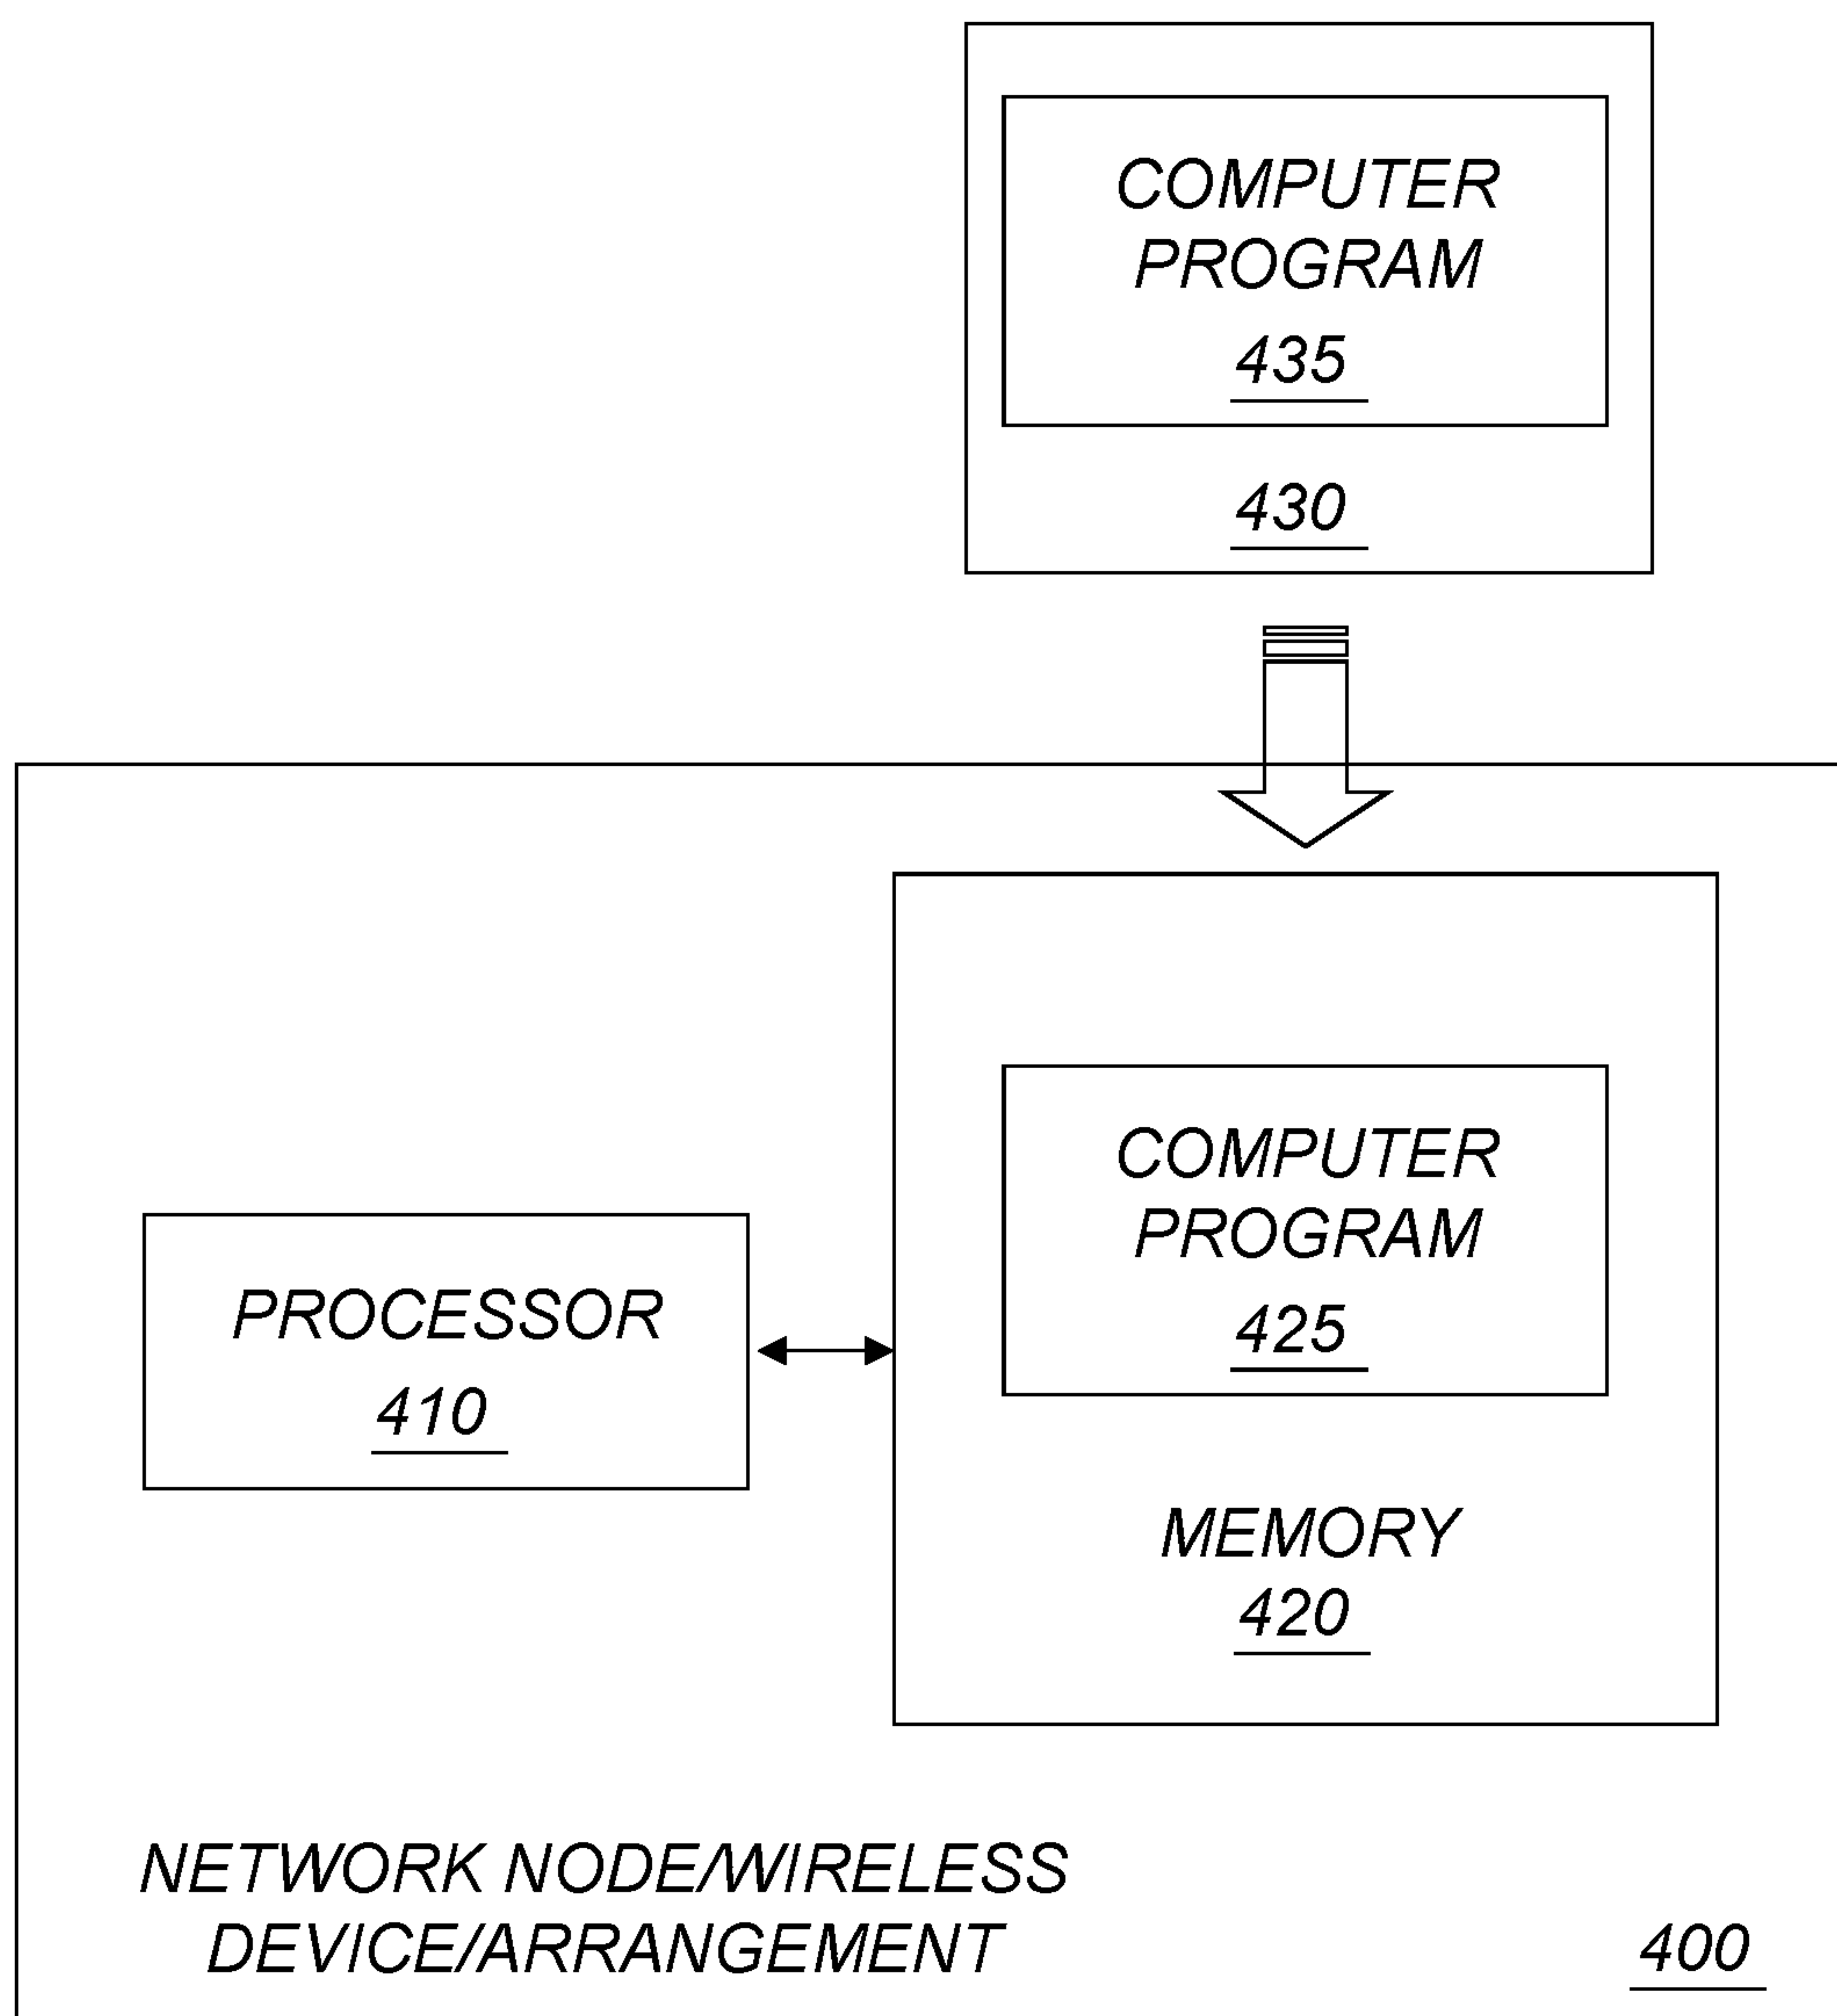 COMPUTER
PROGRAM
435
430
COMPUTER
PROGRAM
425
PROCESSOR
410
MEMORY
420
NETWORK NODE/WIRELESS
DEVICE/ARRANGEMENT
400